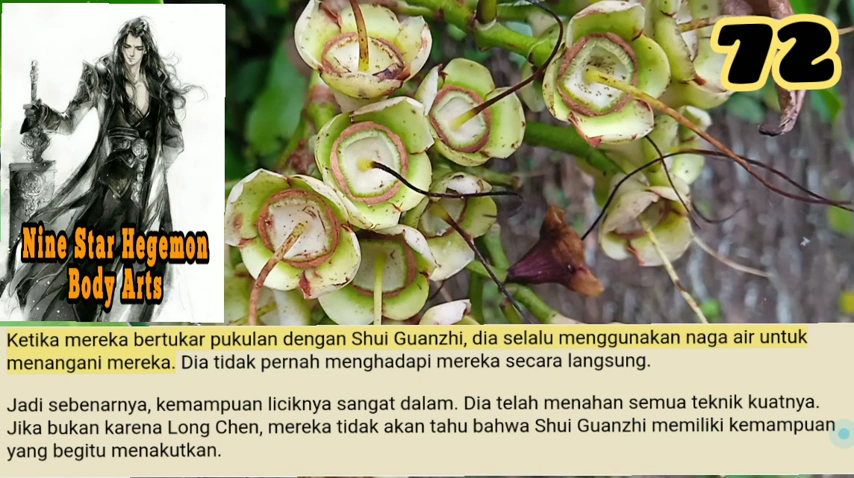 72
Nine Star Hegemon
Body Arts
Ketika mereka bertukar pukulan dengan Shui Guanzhi, dia selalu menggunakan naga air untuk
menangani mereka. Dia tidak pernah menghadapi mereka secara langsung.
Jadi sebenarnya, kemampuan liciknya sangat dalam. Dia telah menahan semua teknik kuatnya.
Jika bukan karena Long Chen, mereka tidak akan tahu bahwa Shui Guanzhi memiliki kemampuan
yang begitu menakutkan.